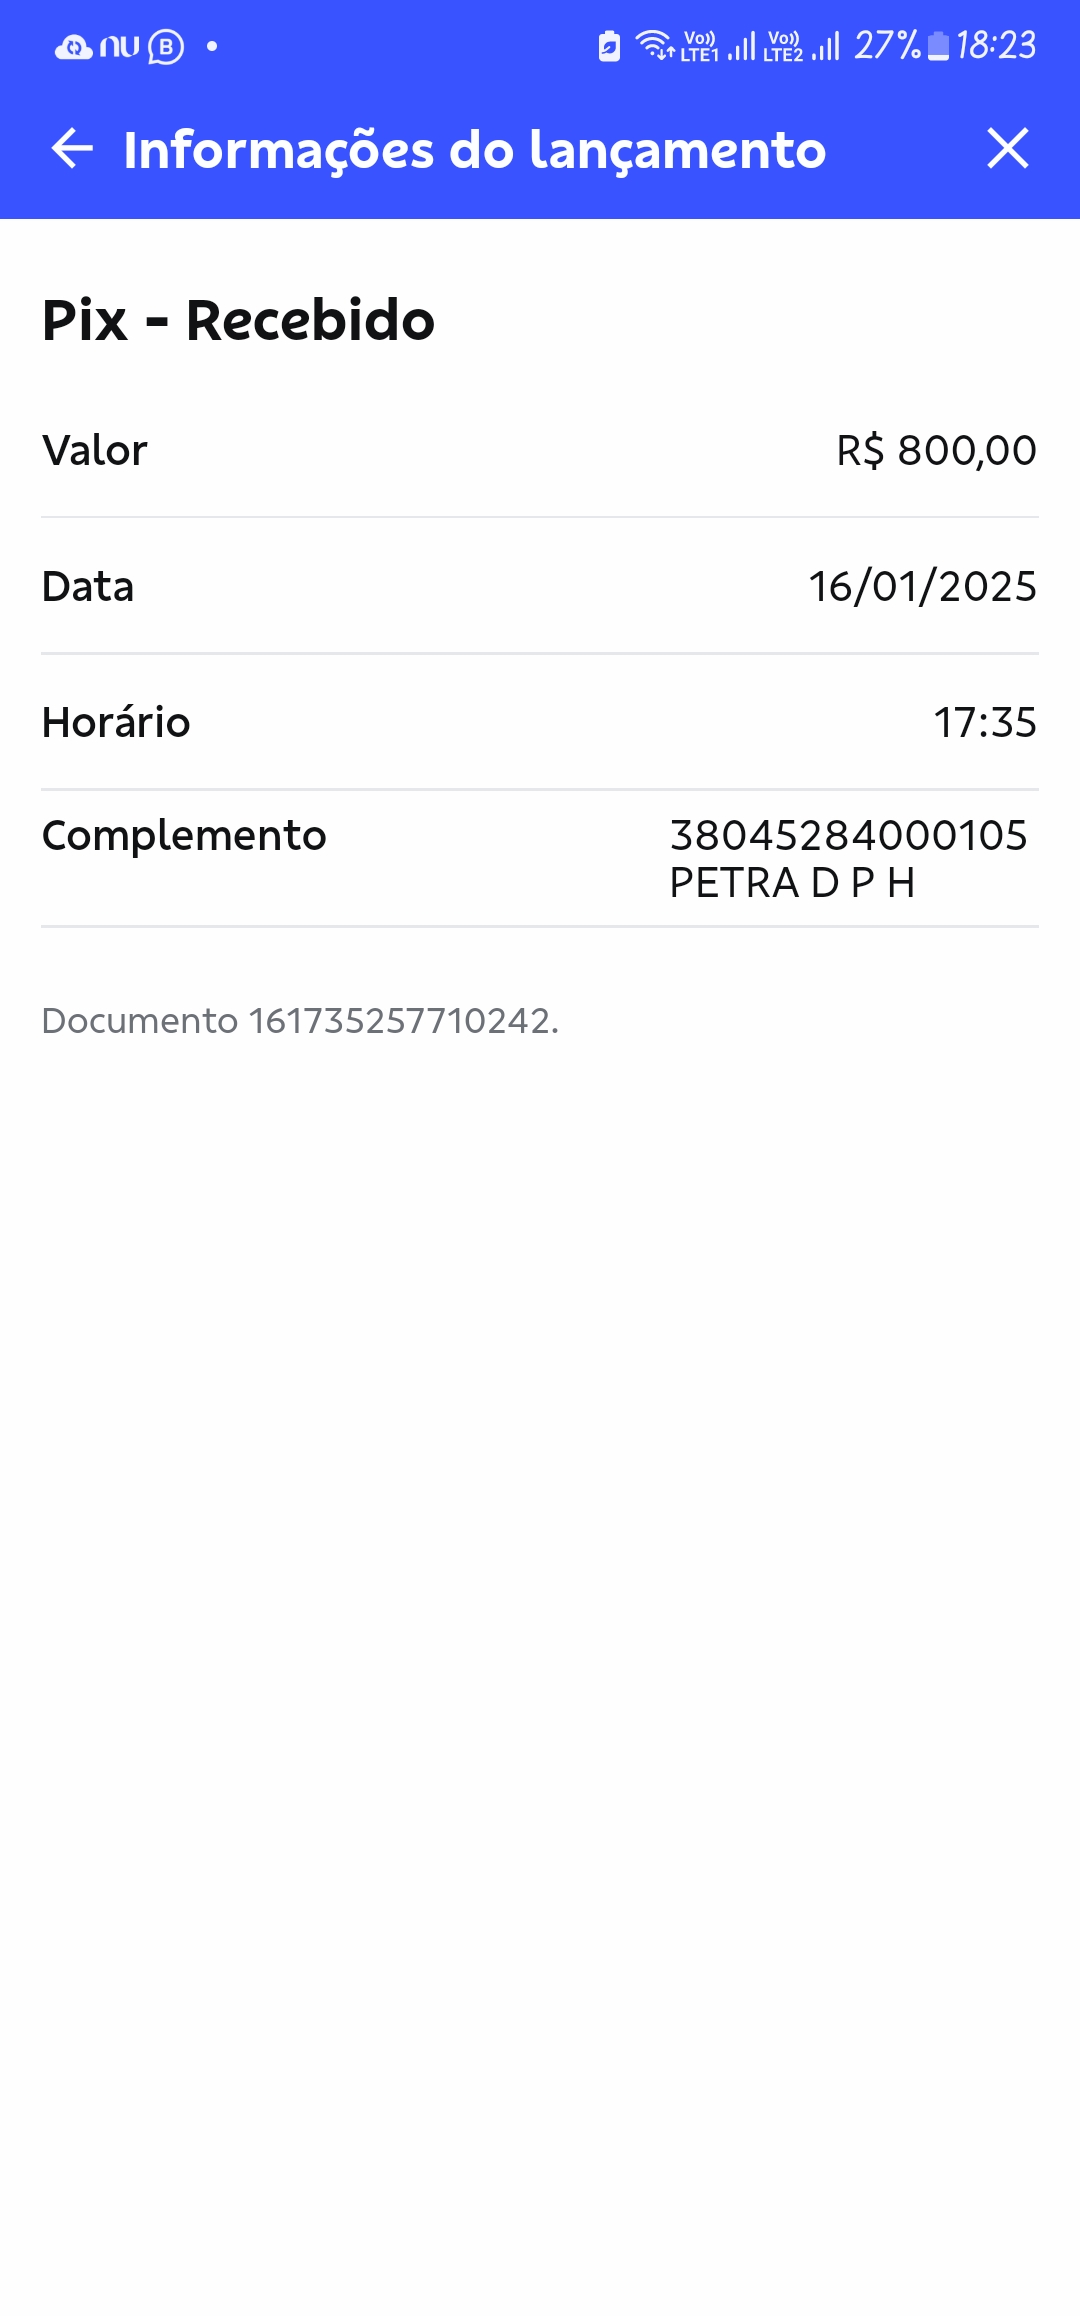 nu B
Vo)) LTE1 Vo)) LTE2 27% 18:23
Informações do lançamento
Pix - Recebido
Valor R$ 800,00
Data 16/01/2025
Horário 17:35
Complemento 38045284000105
PETRA D P H
Documento 161735257710242.